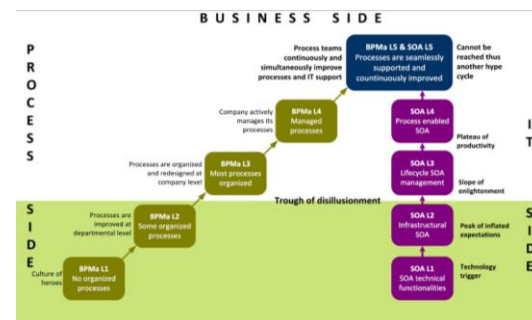 BUSINESS SIDE
PROCESS
SIDE
Process teams
continuously and
simultaneously improve
processes and IT support
BPMa L5 & SOA L5
Processes are seamlessly
supported and
countinuously improved
Cannot be
reached thus
another hype
cycle
Company actively
manages its
processes
BPMa L4
Managed
processes
SOA L4
Process enabled
SOA
Plateau of
productivity
IT
SIDE
Processes are organized
and redesigned at
company level
BPMa L3
Most processes
organized
SOA L3
Lifecycle SOA
management
Slope of
enlightenment
Trough of disillusionment
Processes are
improved at
departmental level
BPMa L2
Some organized
processes
SOA L2
Infrastructural
SOA
Peak of inflated
expectations
Culture of
heroes
BPMa L1
No organized
processes
SOA L1
SOA technical
functionalities
Technology
trigger